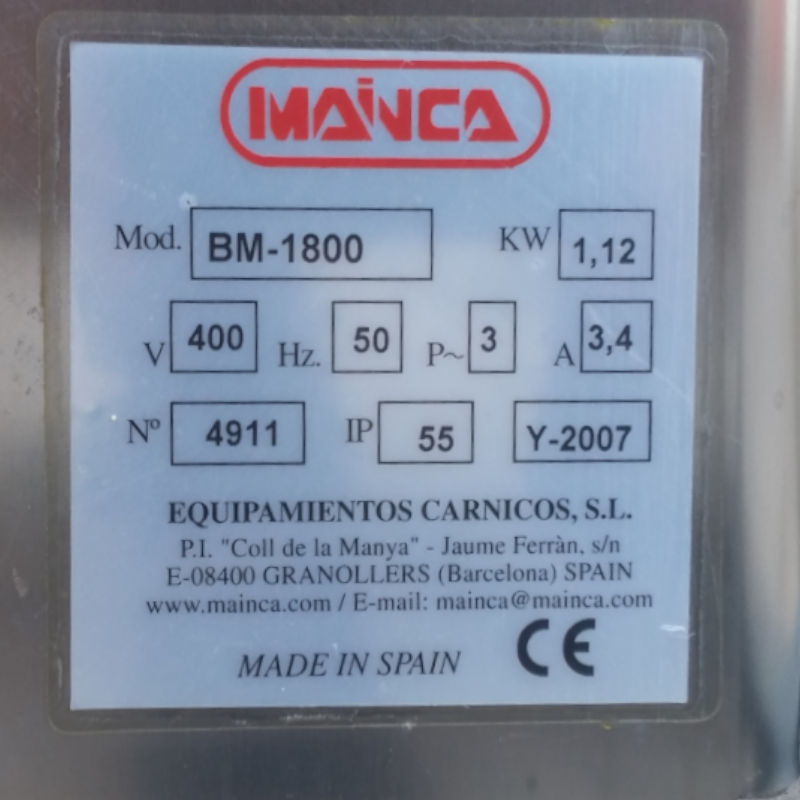 MAiNCA
Mod. BM-1800 KW 1,12
V 400 Hz. 50 P~ 3 A 3,4
Nº 4911 IP 55 Y-2007
EQUIPAMIENTOS CARNICOS, S.L.
P.I. "Coll de la Manya" - Jaume Ferràn, s/n
E-08400 GRANOLLERS (Barcelona) SPAIN
www.mainca.com / E-mail: mainca@mainca.com
MADE IN SPAIN CE